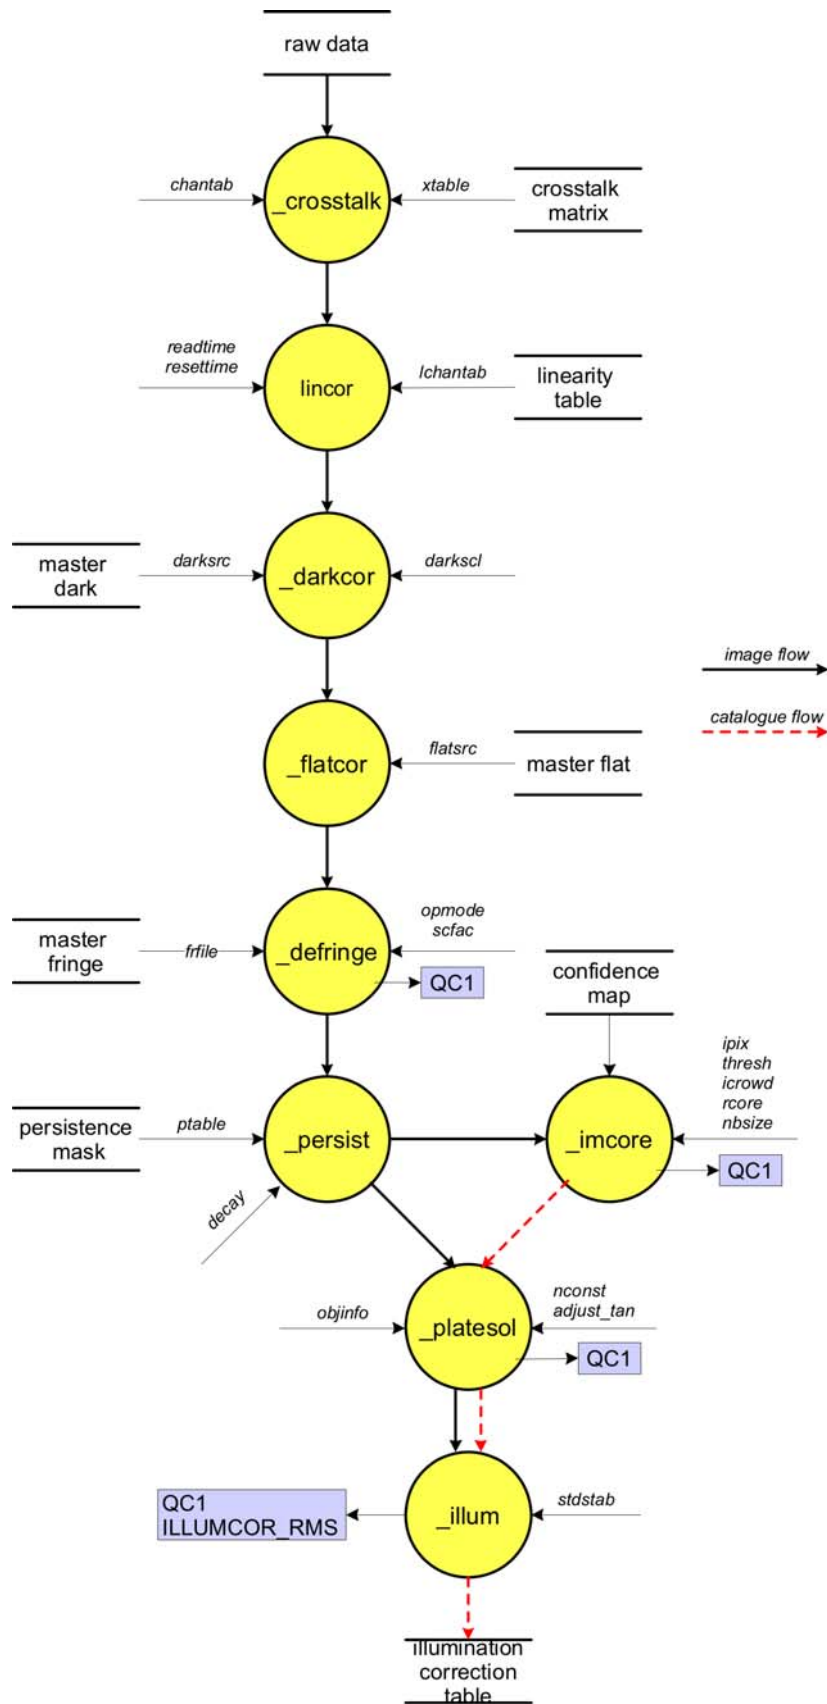 raw data
chantab
_crosstalk
xtable
crosstalk
matrix
readtime
resettime
lincor
lchantab
linearity
table
master
dark
darksrc
_darkcor
darkscl
image flow
catalogue flow
_flatcor
flatsrc
master flat
master
fringe
frfile
_defringe
opmode
scfac
QC1
confidence
map
persistence
mask
ptable
_persist
decay
_imcore
ipix
thresh
icrowd
rcore
nbsize
QC1
objinfo
_platesol
nconst
adjust_tan
QC1
QC1
ILLUMCOR_RMS
_illum
stdstab
illumination
correction
table